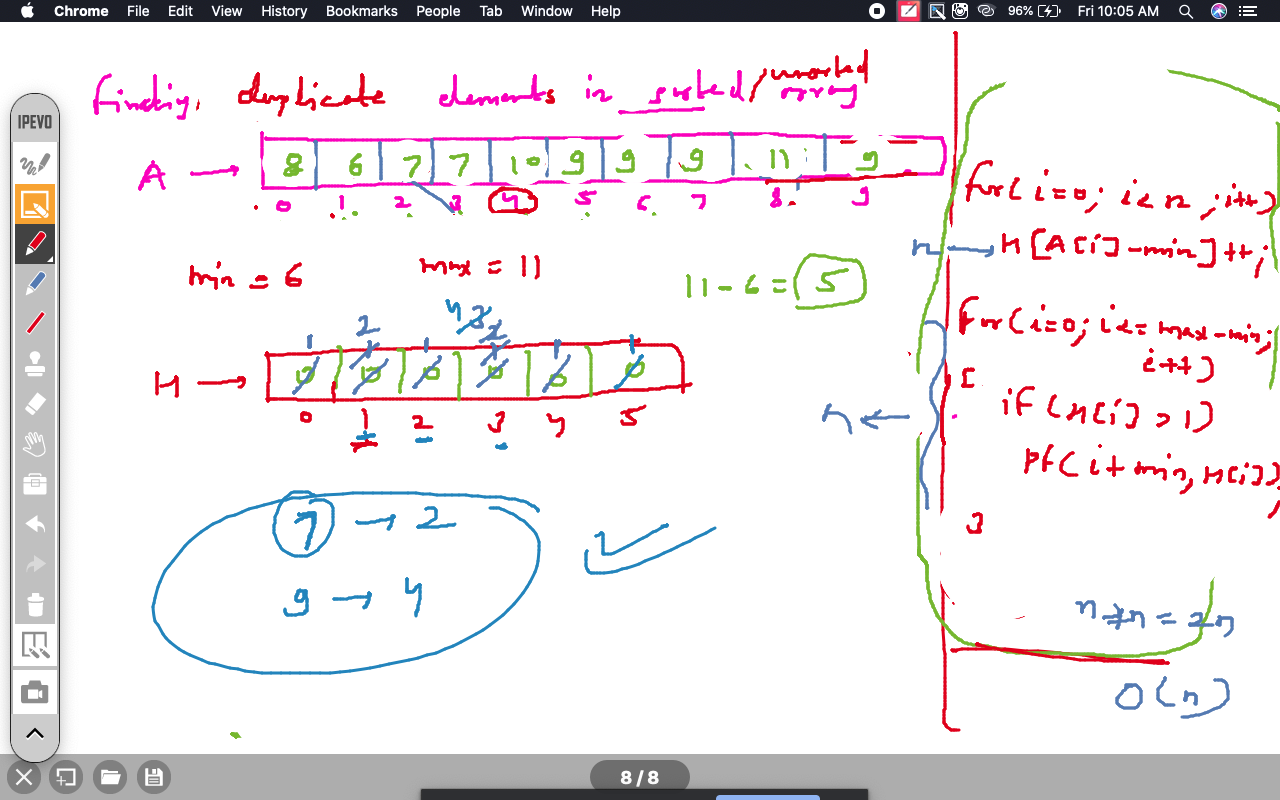 Chrome File Edit View History Bookmarks People Tab Window Help 96% Fri 10:05 AM
IPEVO
Finding duplicate elements in sorted/unsorted array
A → 8 6 7 7 10 9 9 9 11 9
0 1 2 3 4 5 6 7 8 9
min = 6 max = 11 11 - 6 = 5
2 4 3 2
1 1 1 1 1 1
H → 0 0 0 0 0 0
0 1 2 3 4 5
7 → 2
9 → 4
for(i=0; i<n; i++)
n → H[A[i]-min]++;
for(i=0; i<=max-min;
i++)
{
n ← if(H[i]>1)
Pf(i+min, H[i]);
}
n+n = 2n
O(n)
8 / 8